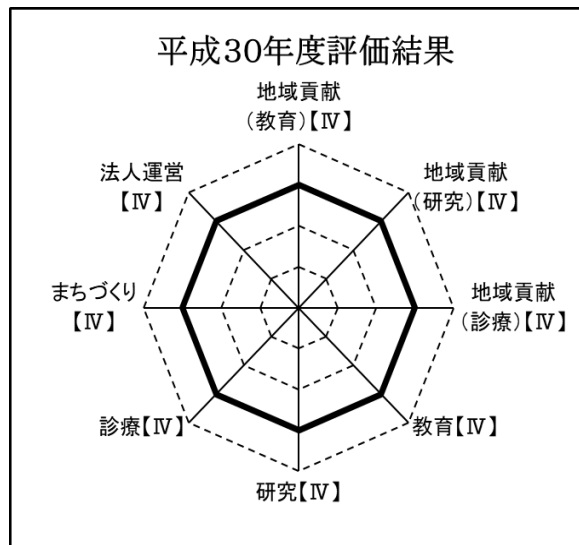 平成30年度評価結果
地域貢献
(教育)【Ⅳ】
法人運営
【Ⅳ】
地域貢献
(研究)【Ⅳ】
まちづくり
【Ⅳ】
地域貢献
(診療)【Ⅳ】
診療【Ⅳ】
教育【Ⅳ】
研究【Ⅳ】